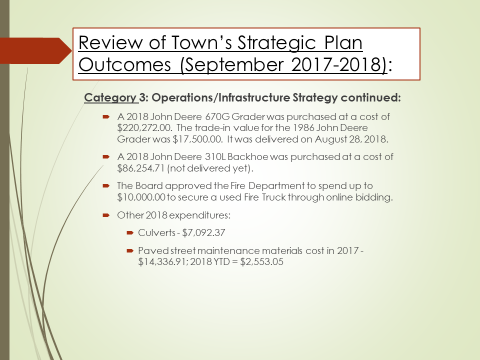 Review of Town's Strategic Plan
Outcomes (September 2017-2018):
Category 3: Operations/Infrastructure Strategy continued:
A 2018 John Deere 670G Grader was purchased at a cost of
$220,272.00. The trade-in value for the 1986 John Deere
Grader was $17,500.00. It was delivered on August 28, 2018.
A 2018 John Deere 310L Backhoe was purchased at a cost of
$86,254.71 (not delivered yet).
The Board approved the Fire Department to spend up to
$10,000.00 to secure a used Fire Truck through online bidding.
Other 2018 expenditures:
Culverts - $7,092.37
Paved street maintenance materials cost in 2017 -
$14,336.91; 2018 YTD = $2,553.05